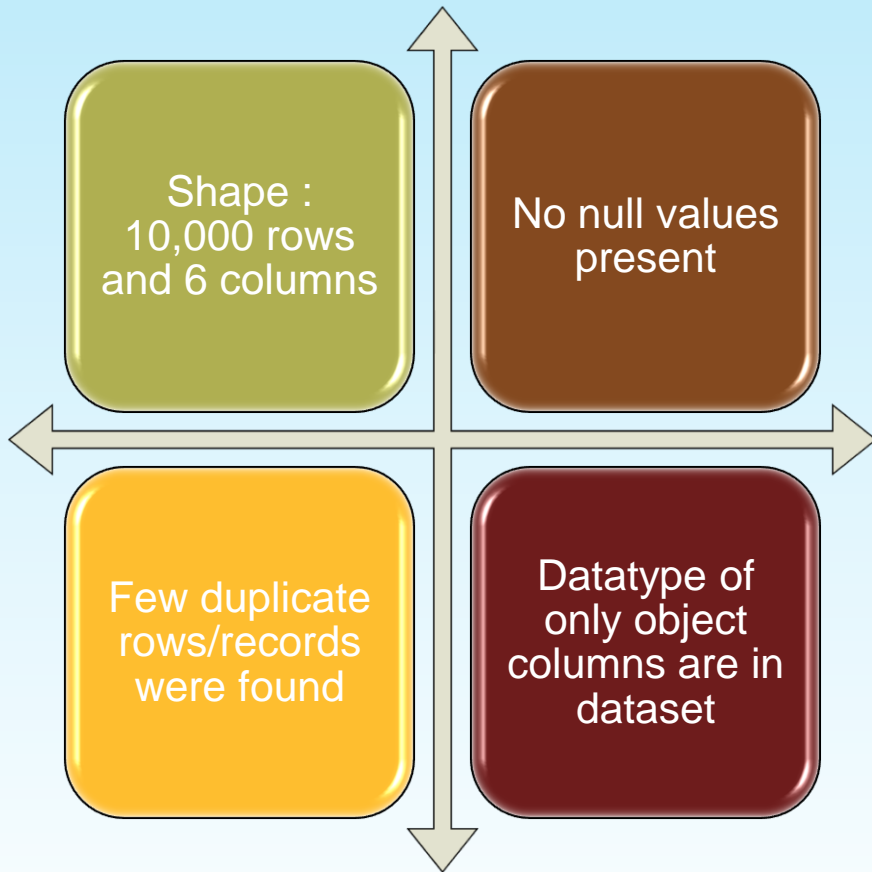 Shape :
10,000 rows
and 6 columns
No null values
present
Few duplicate
rows/records
were found
Datatype of
only object
columns are in
dataset